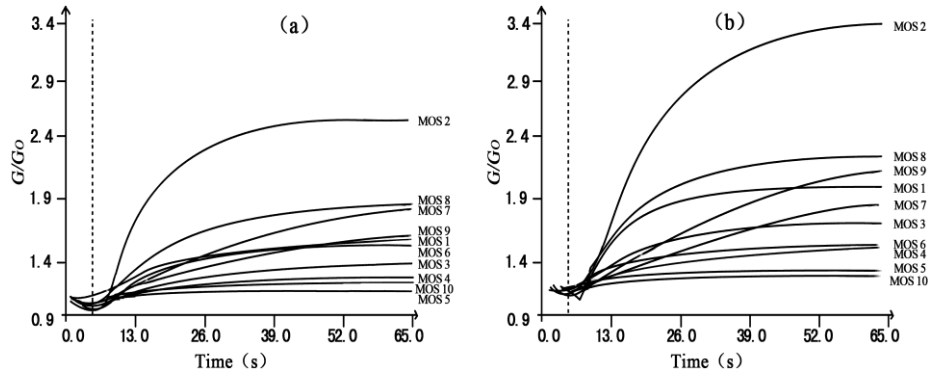 (a)
G/Go
3.4
2.9
2.4
1.9
1.4
0.9
0.0 13.0 26.0 39.0 52.0 65.0
Time (s)
MOS 2
MOS 8
MOS 7
MOS 9
MOS 1
MOS 6
MOS 3
MOS 4
MOS 10
MOS 5
(b)
G/Go
3.4
2.9
2.4
1.9
1.4
0.9
0.0 13.0 26.0 39.0 52.0 65.0
Time (s)
MOS 2
MOS 8
MOS 9
MOS 1
MOS 7
MOS 3
MOS 6
MOS 4
MOS 5
MOS 10